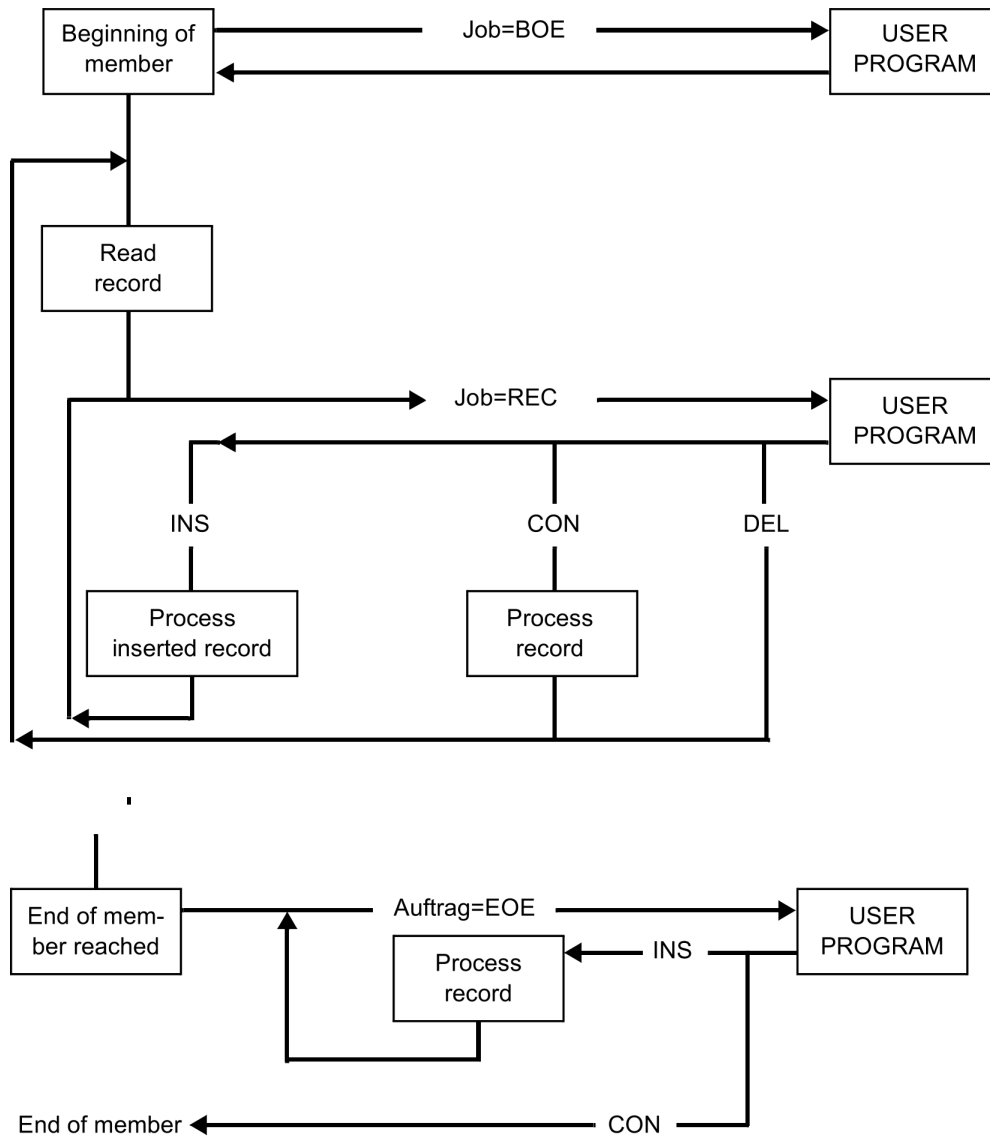 Beginning of
member
Job=BOE
USER
PROGRAM
Read
record
Job=REC
USER
PROGRAM
INS
CON
DEL
Process
inserted record
Process
record
End of mem-
ber reached
Auftrag=EOE
USER
PROGRAM
INS
Process
record
End of member
CON